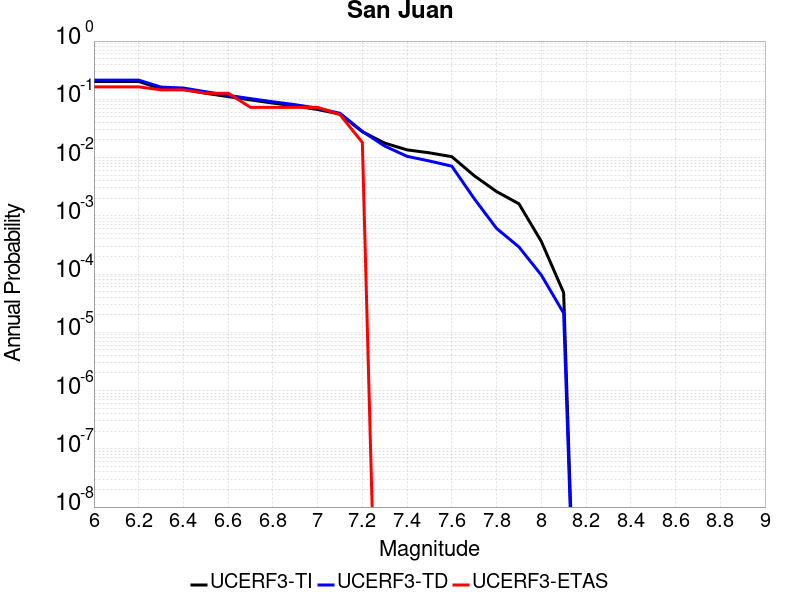 San Juan
10^0
10^-1
10^-2
10^-3
10^-4
10^-5
10^-6
10^-7
10^-8
Annual Probability
6 6.2 6.4 6.6 6.8 7 7.2 7.4 7.6 7.8 8 8.2 8.4 8.6 8.8 9
Magnitude
UCERF3-TI UCERF3-TD UCERF3-ETAS